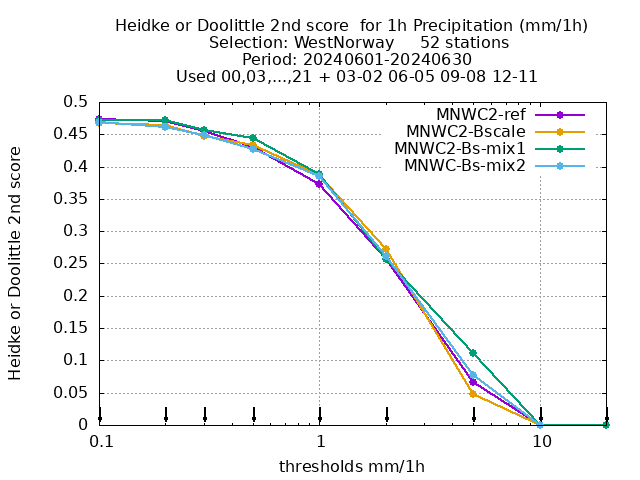 Heidke or Doolittle 2nd score  for 1h Precipitation (mm/1h)
Selection: WestNorway     52 stations
Period: 20240601-20240630
Used 00,03,...,21 + 03-02 06-05 09-08 12-11
Heidke or Doolittle 2nd score
0.5
0.45
0.4
0.35
0.3
0.25
0.2
0.15
0.1
0.05
0
MNWC2-ref
MNWC2-Bscale
MNWC2-Bs-mix1
MNWC-Bs-mix2
0.1
1
10
thresholds mm/1h